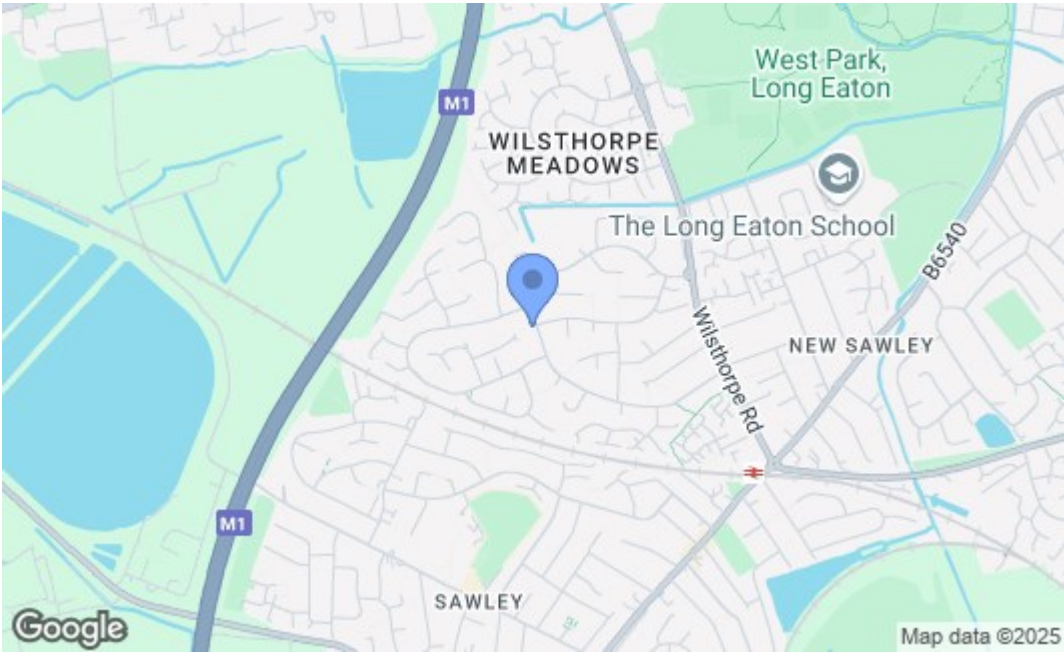 West Park,
Long Eaton
M1
WILSTHORPE
MEADOWS
The Long Eaton School
B6540
Wilsthorpe Rd
NEW SAWLEY
M1
SAWLEY
Google
Map data ©2025